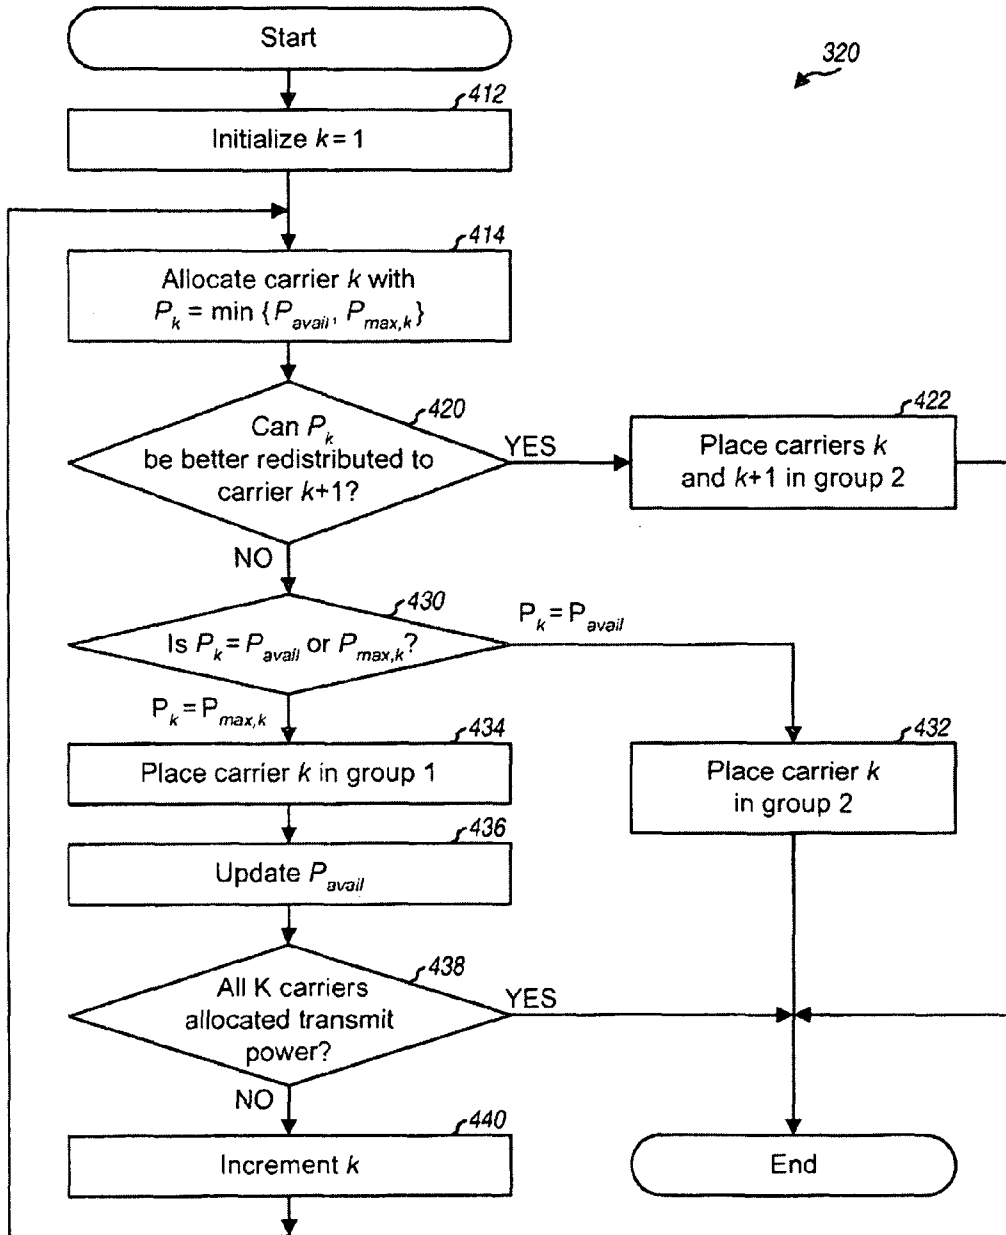 Start
320
412
Initialize k = 1
414
Allocate carrier k with
P_k = min {P_avail, P_max,k}
420
Can P_k
be better redistributed to
carrier k+1?
YES
422
Place carriers k
and k+1 in group 2
NO
430
Is P_k = P_avail or P_max,k?
P_k = P_avail
P_k = P_max,k
434
Place carrier k in group 1
432
Place carrier k
in group 2
436
Update P_avail
438
All K carriers
allocated transmit
power?
YES
NO
440
Increment k
End